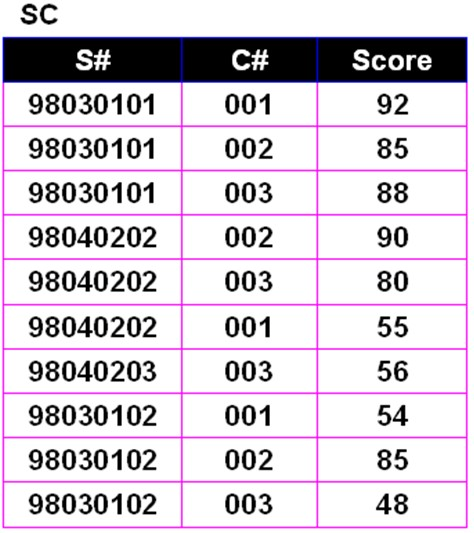 SC
S# C# Score
98030101 001 92
98030101 002 85
98030101 003 88
98040202 002 90
98040202 003 80
98040202 001 55
98040203 003 56
98030102 001 54
98030102 002 85
98030102 003 48